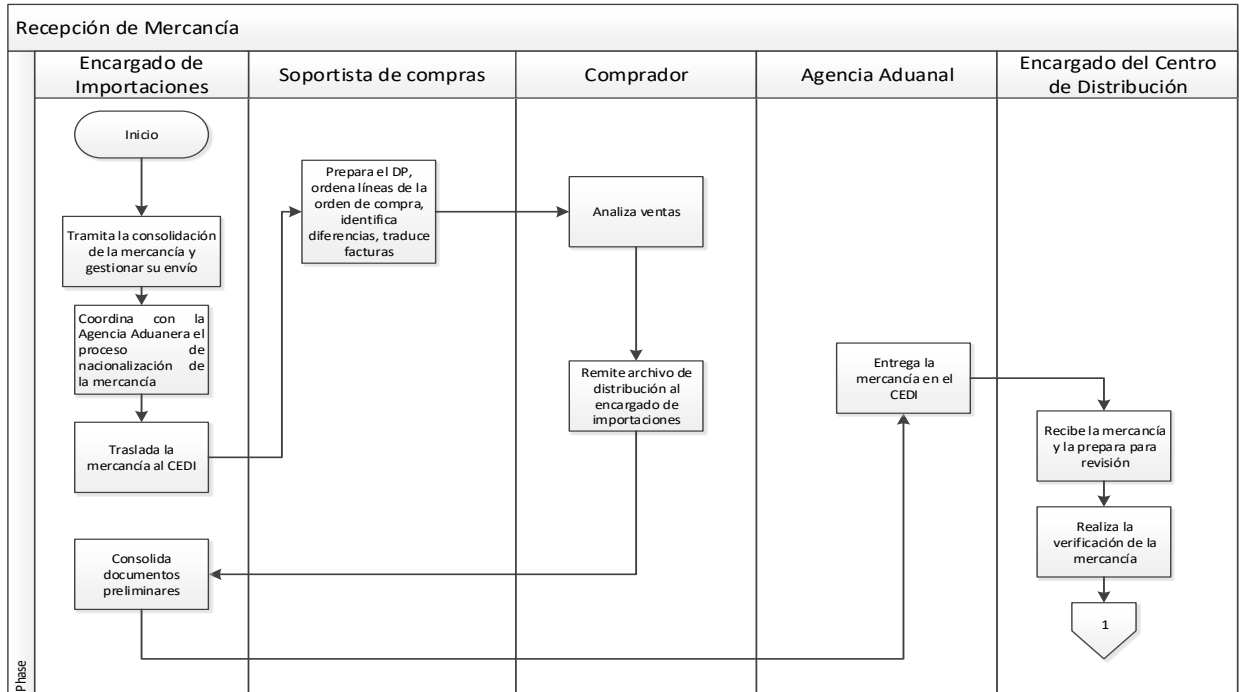 Recepción de Mercancía
Encargado de
Importaciones
Soportista de compras
Comprador
Agencia Aduanal
Encargado del Centro
de Distribución
Inicio
Tramita la consolidación
de la mercancía y
gestionar su envío
Coordina con la
Agencia Aduanera el
proceso de
nacionalización de
la mercancía
Traslada la
mercancía al CEDI
Prepara el DP,
ordena líneas de la
orden de compra,
identifica
diferencias, traduce
facturas
Analiza ventas
Remite archivo de
distribución al
encargado de
importaciones
Consolida
documentos
preliminares
Entrega la
mercancía en el
CEDI
Recibe la mercancía
y la prepara para
revisión
Realiza la
verificación de la
mercancía
1
Phase